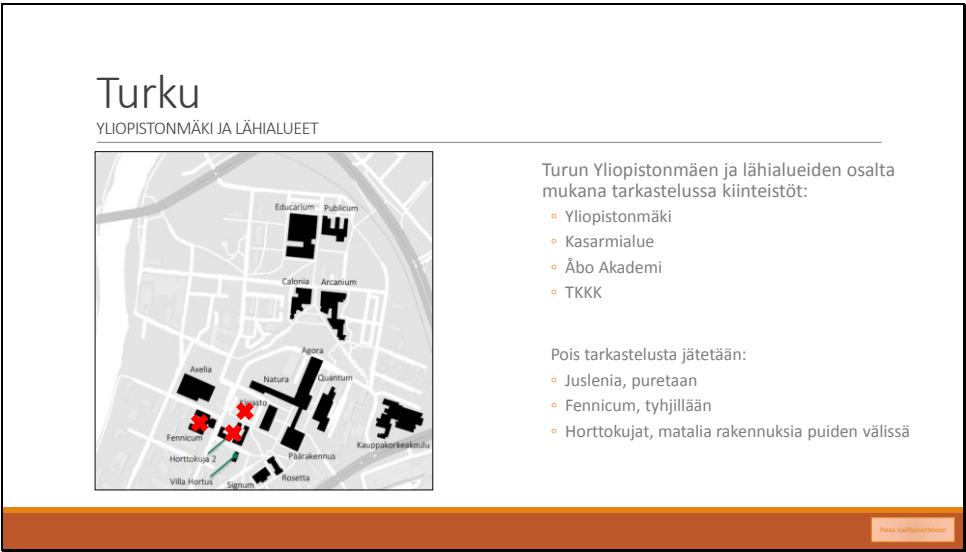 Turku
YLIOPISTONMÄKI JA LÄHIALUEET
Educarium Publicum
Calonia Arcanium
Agora
Axelia
Natura Quantum
Kirjasto
Fennicum
Kauppakorkeakoulu
Horttokuja 2
Päärakennus
Villa Hortus
Signum
Rosetta
Turun Yliopistonmäen ja lähialueiden osalta
mukana tarkastelussa kiinteistöt:
◦ Yliopistonmäki
◦ Kasarmialue
◦ Åbo Akademi
◦ TKKK
Pois tarkastelusta jätetään:
◦ Juslenia, puretaan
◦ Fennicum, tyhjillään
◦ Horttokujat, matalia rakennuksia puiden välissä
Palaa sisällysluetteloon